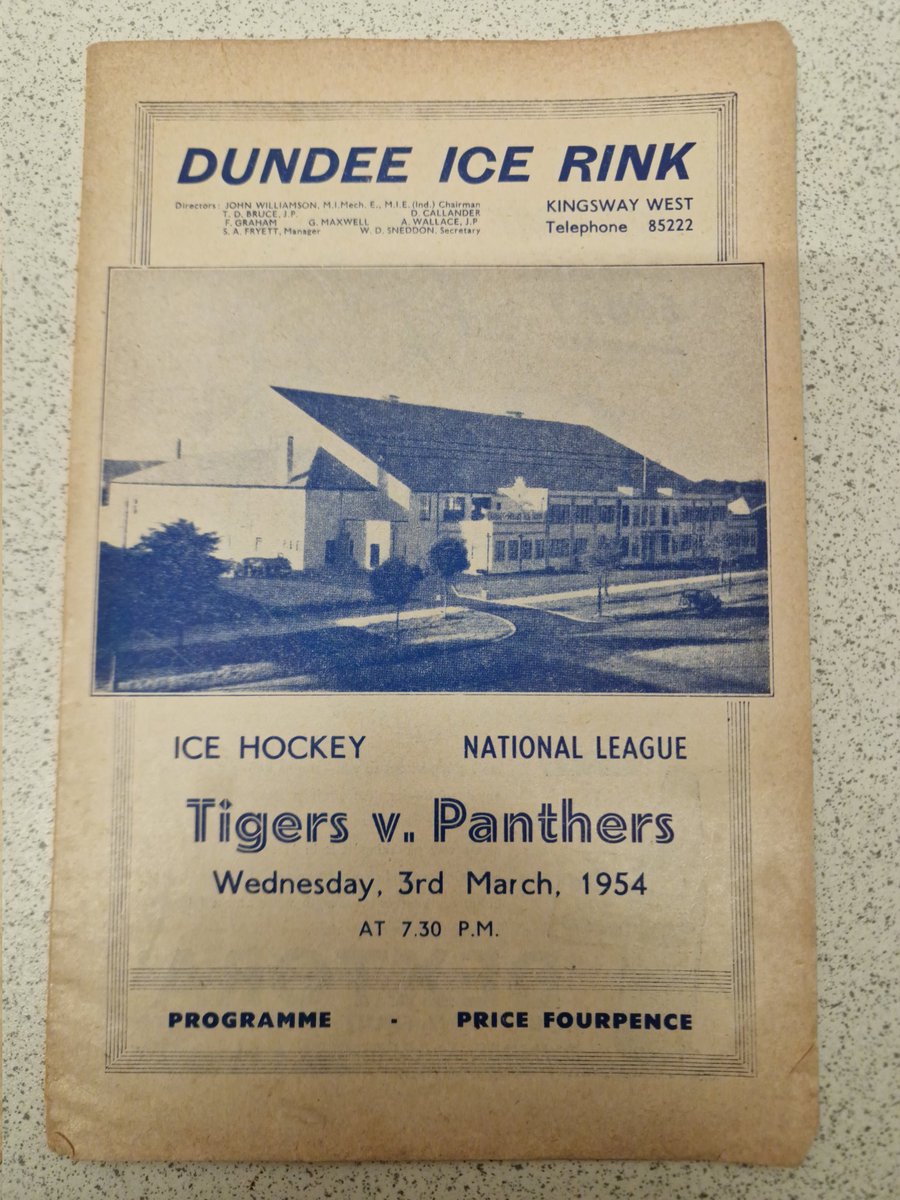 DUNDEE ICE RINK
Directors: JOHN WILLIAMSON, M.I.Mech. E., M.I.E. (Ind.) Chairman
T. D. BRUCE, J.P. D. CALLANDER
F. GRAHAM G. MAXWELL A. WALLACE, J.P
S. A. FRYETT, Manager W. D. SNEDDON, Secretary
KINGSWAY WEST
Telephone 85222
ICE HOCKEY NATIONAL LEAGUE
Tigers v. Panthers
Wednesday, 3rd March, 1954
AT 7.30 P.M.
PROGRAMME - PRICE FOURPENCE